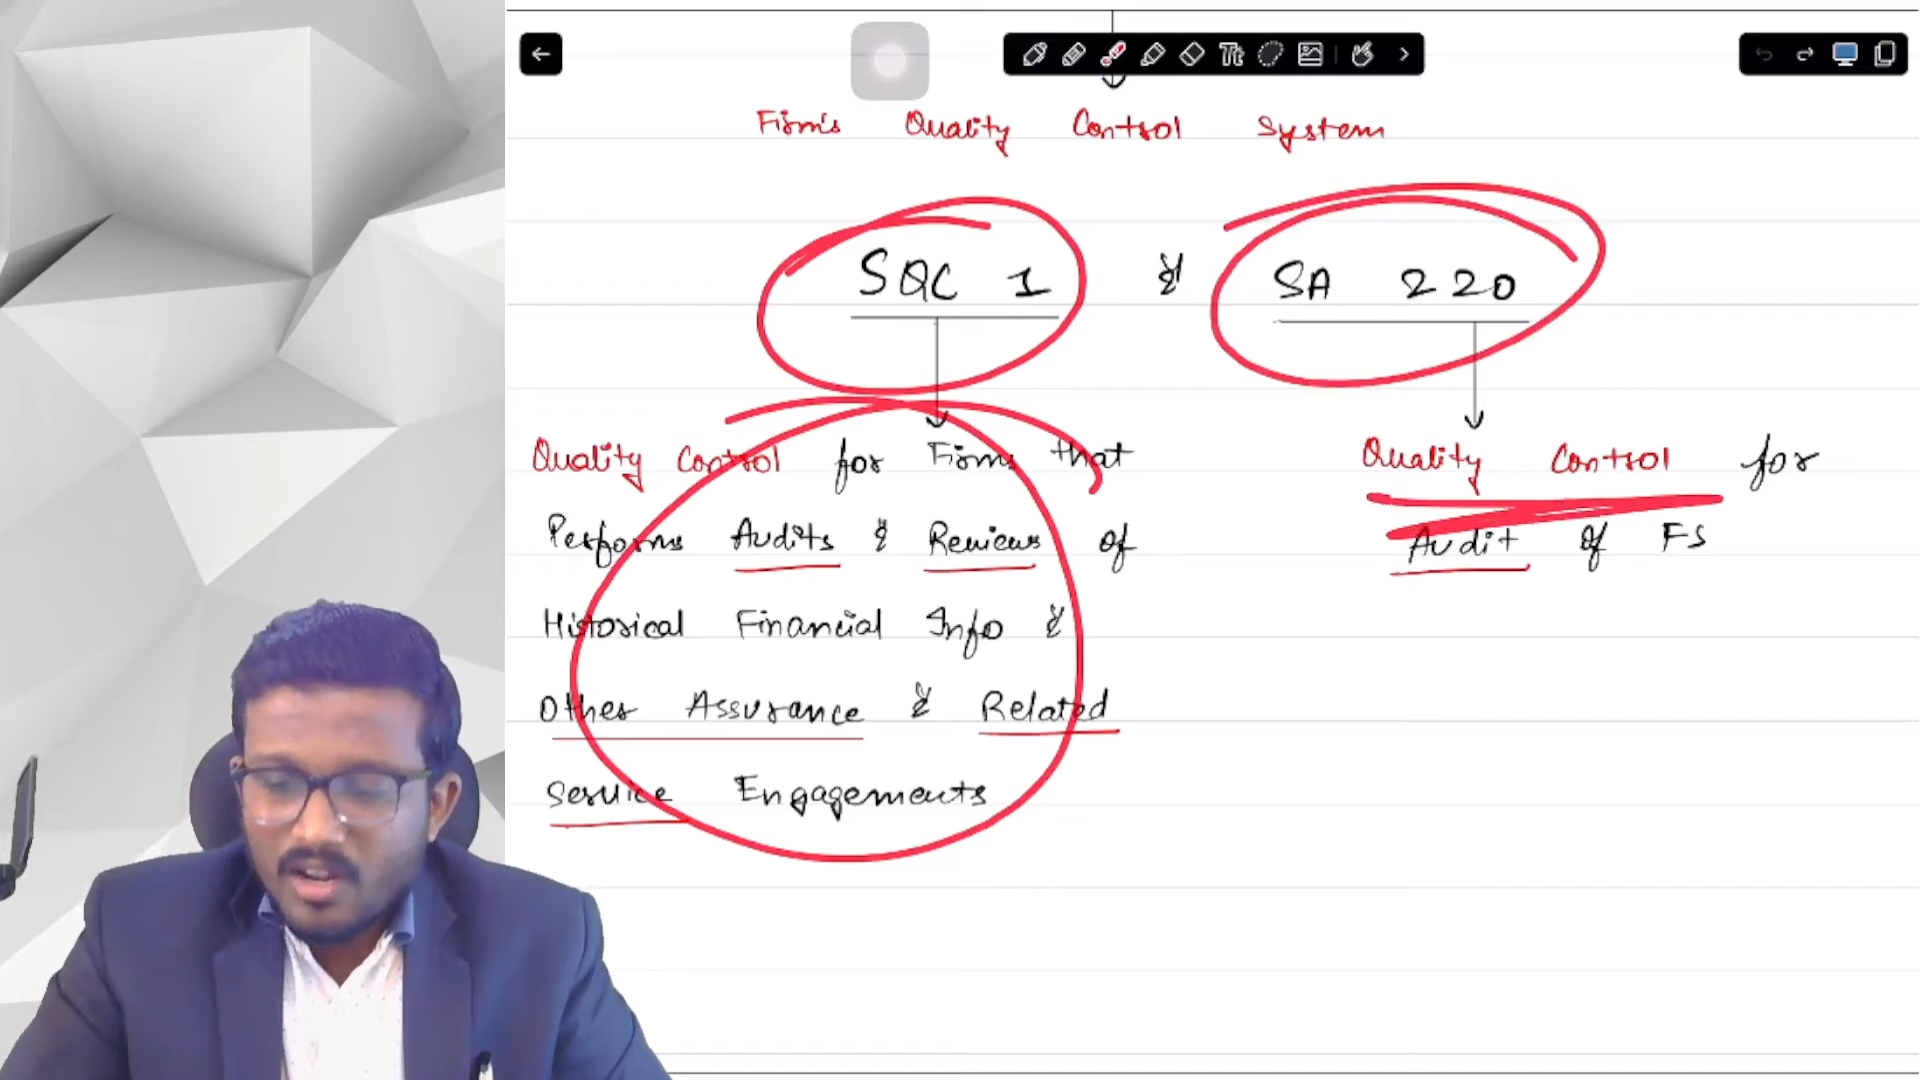 Firm's Quality Control System
SQC 1 & SA 220
Quality Control for Firms that
Performs Audits & Reviews of
Historical Financial Info &
Other Assurance & Related
Service Engagements
Quality Control for
Audit of FS
Tt